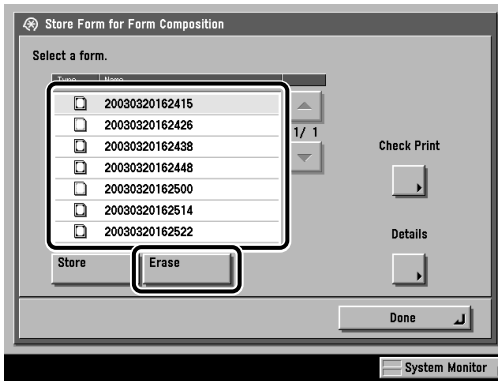 Store Form for Form Composition
Select a form.
Type Name
20030320162415
20030320162426
20030320162438
20030320162448
20030320162500
20030320162514
20030320162522
1/ 1
Check Print
Details
Store
Erase
Done
System Monitor